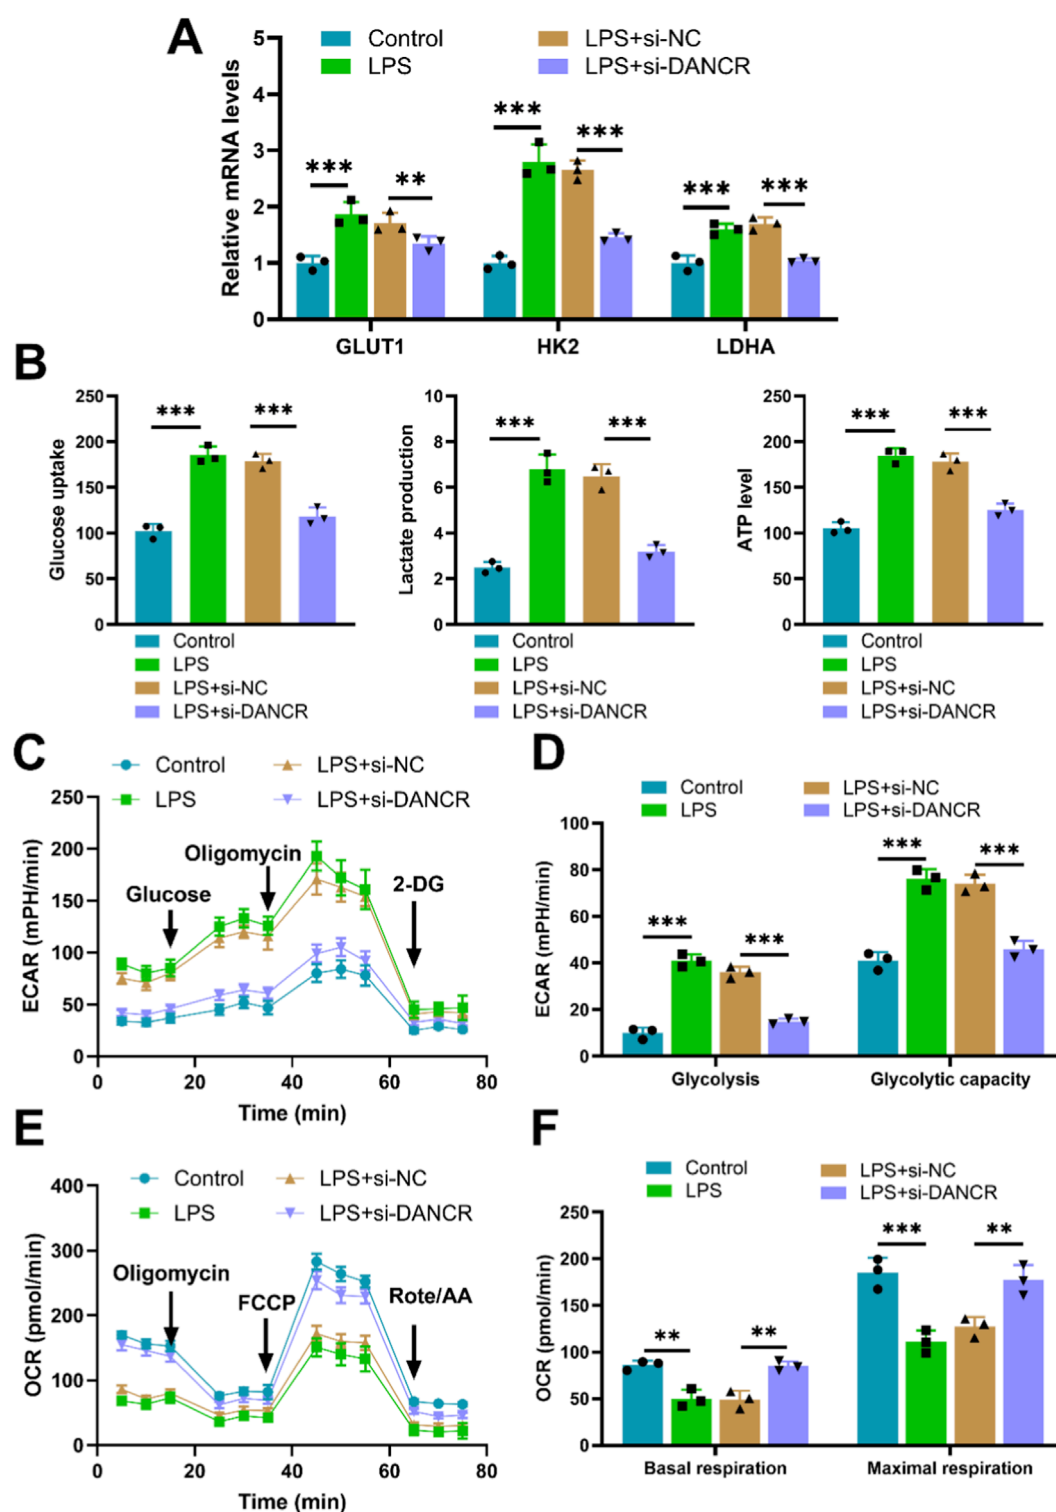 A
Control
LPS+si-NC
LPS
LPS+si-DANCR
Relative mRNA levels
5
4
3
2
1
0
***
**
***
***
***
***
GLUT1
HK2
LDHA
B
Glucose uptake
250
200
150
100
50
0
***
***
Control
LPS
LPS+si-NC
LPS+si-DANCR
Lactate production
10
8
6
4
2
0
***
***
Control
LPS
LPS+si-NC
LPS+si-DANCR
ATP level
250
200
150
100
50
0
***
***
Control
LPS
LPS+si-NC
LPS+si-DANCR
C
Control
LPS+si-NC
LPS
LPS+si-DANCR
ECAR (mPH/min)
250
200
150
100
50
0
Glucose
Oligomycin
2-DG
0
20
40
60
80
Time (min)
D
Control
LPS+si-NC
LPS
LPS+si-DANCR
ECAR (mPH/min)
100
80
60
40
20
0
***
***
***
***
Glycolysis
Glycolytic capacity
E
Control
LPS+si-NC
LPS
LPS+si-DANCR
OCR (pmol/min)
400
300
200
100
0
Oligomycin
FCCP
Rote/AA
0
20
40
60
80
Time (min)
F
Control
LPS+si-NC
LPS
LPS+si-DANCR
OCR (pmol/min)
250
200
150
100
50
0
**
**
***
**
Basal respiration
Maximal respiration